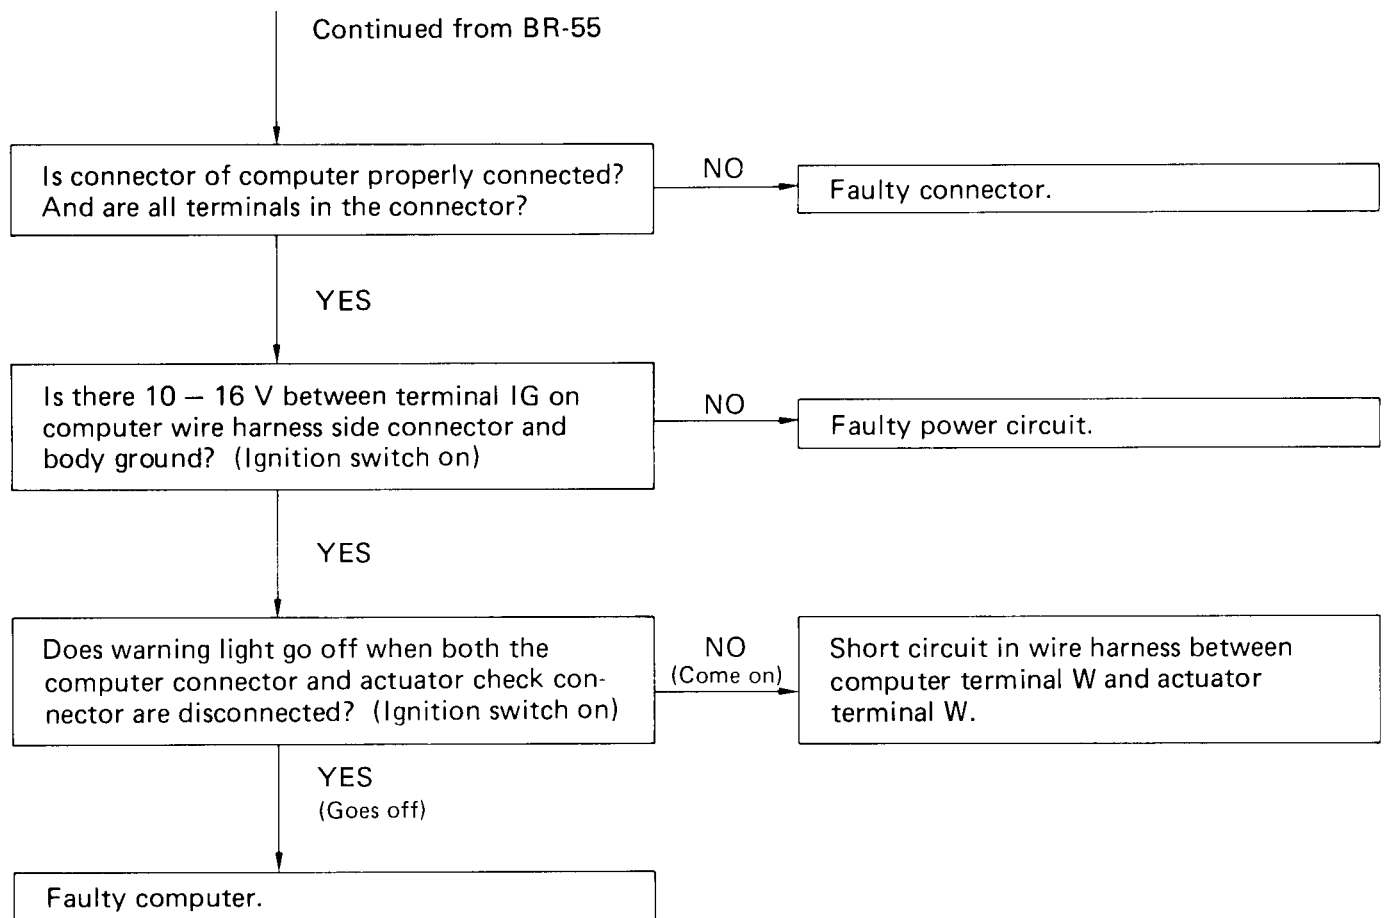 Continued from BR-55
Is connector of computer properly connected?
And are all terminals in the connector?
NO
Faulty connector.
YES
Is there 10 – 16 V between terminal IG on
computer wire harness side connector and
body ground? (Ignition switch on)
NO
Faulty power circuit.
YES
Does warning light go off when both the
computer connector and actuator check con-
nector are disconnected? (Ignition switch on)
NO
(Come on)
Short circuit in wire harness between
computer terminal W and actuator
terminal W.
YES
(Goes off)
Faulty computer.